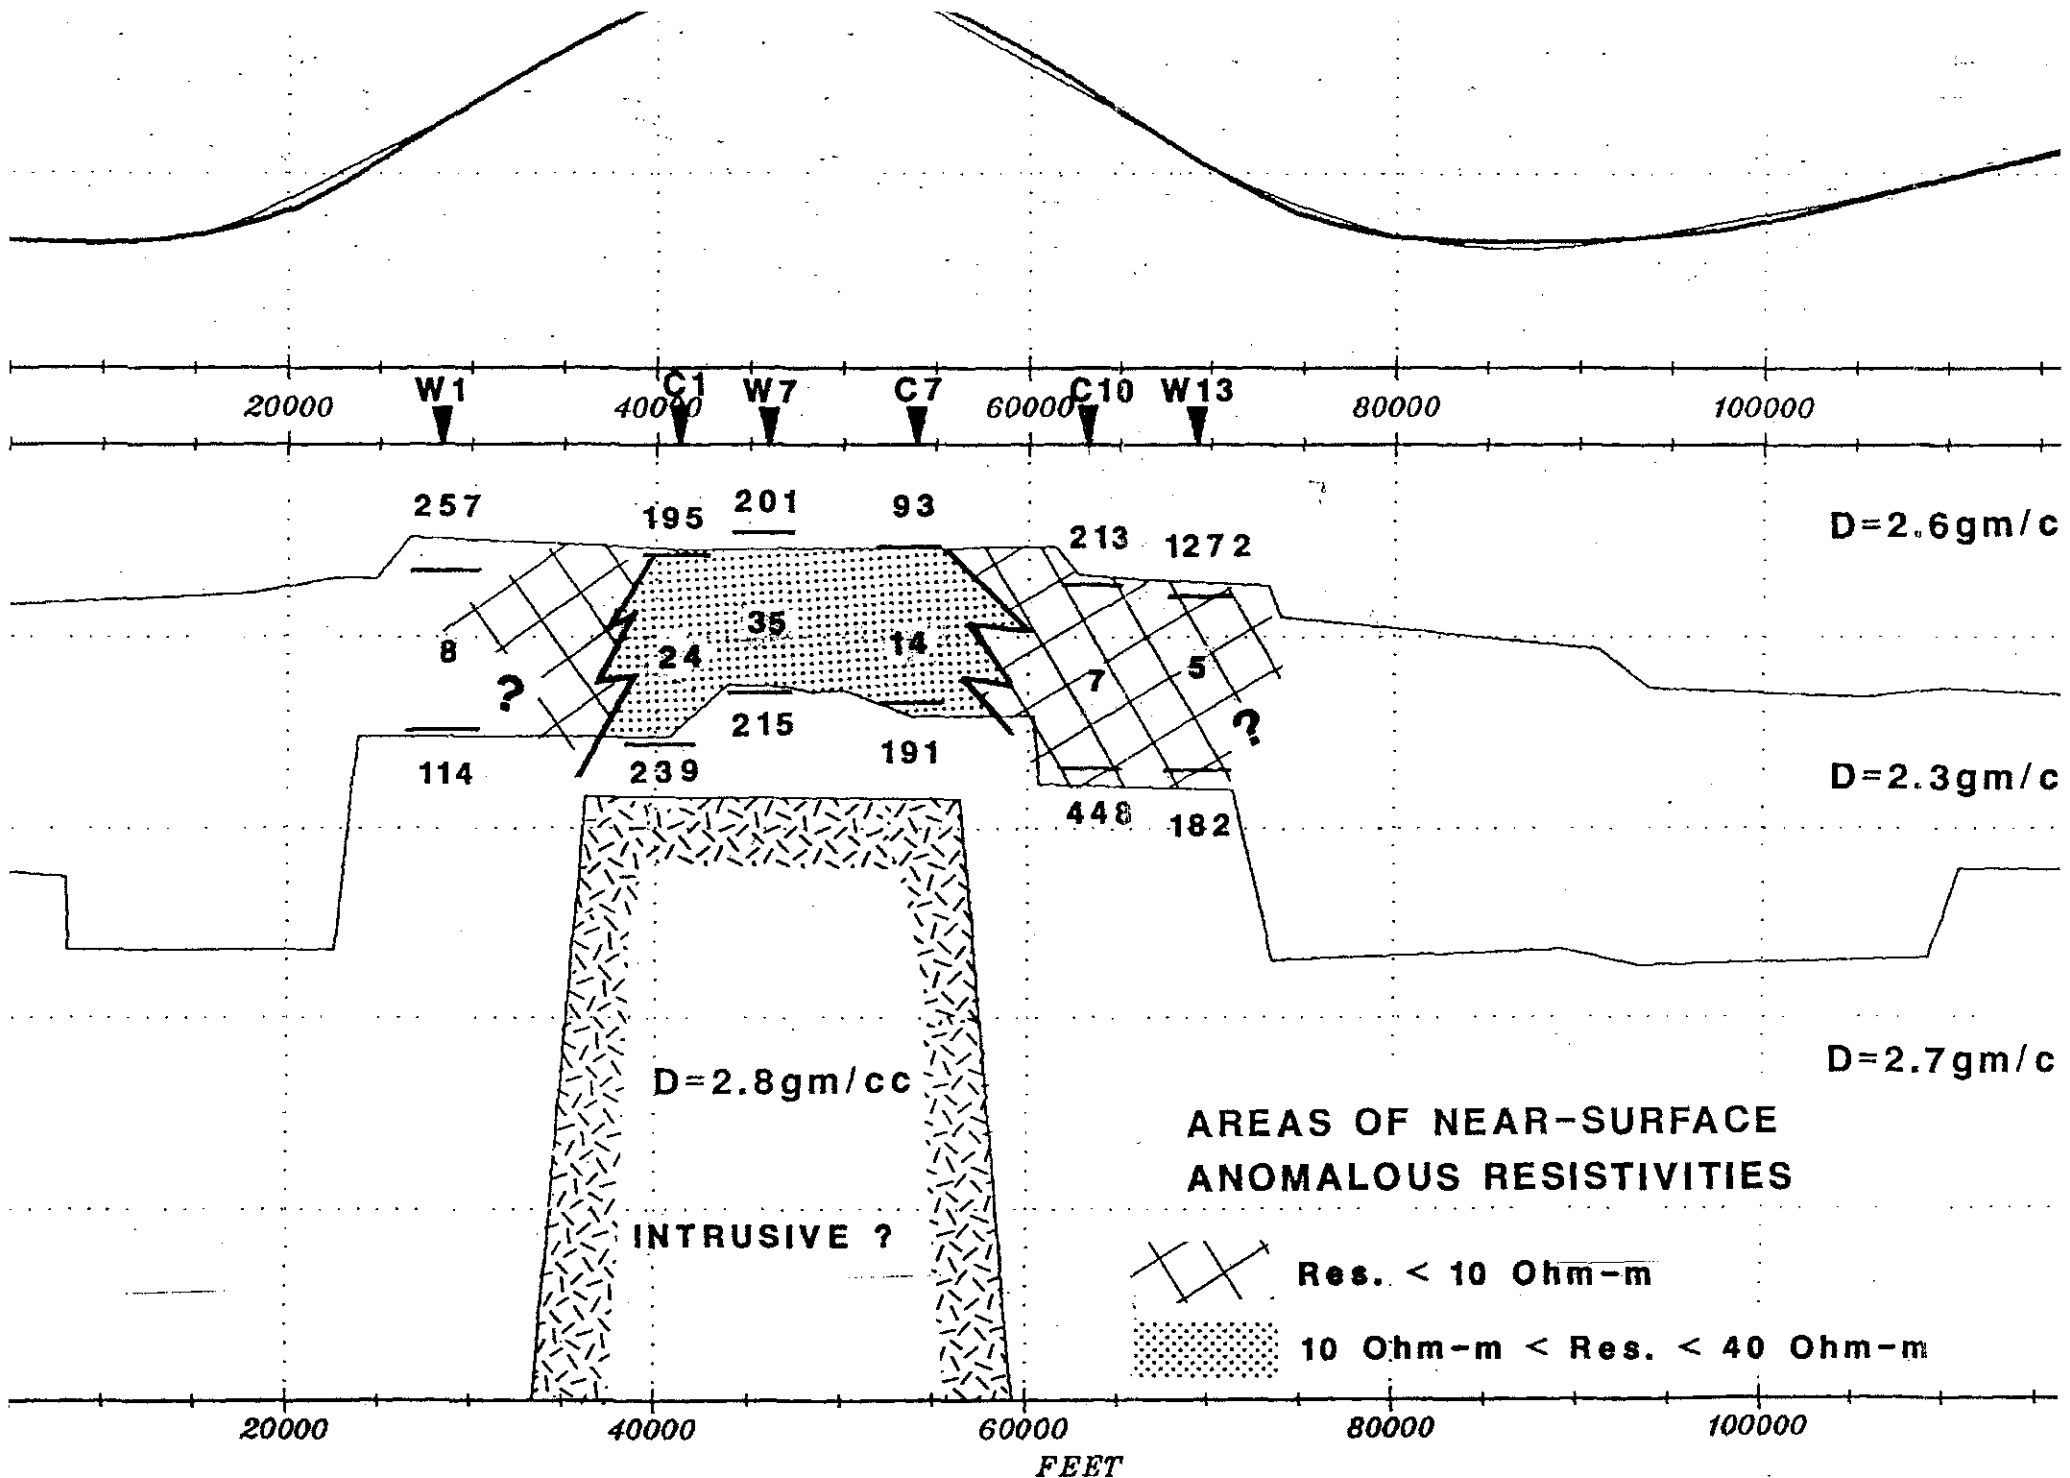 W1 C1 W7 C7 C10 W13
20000 40000 60000 80000 100000
257 195 201 93 213 1272
D=2.6gm/c
8 24 35 14 7 5
? ?
114 239 215 191 448 182
D=2.3gm/c
D=2.8gm/cc
D=2.7gm/c
INTRUSIVE ?
AREAS OF NEAR-SURFACE
ANOMALOUS RESISTIVITIES
Res. < 10 Ohm-m
10 Ohm-m < Res. < 40 Ohm-m
20000 40000 60000 80000 100000
FEET